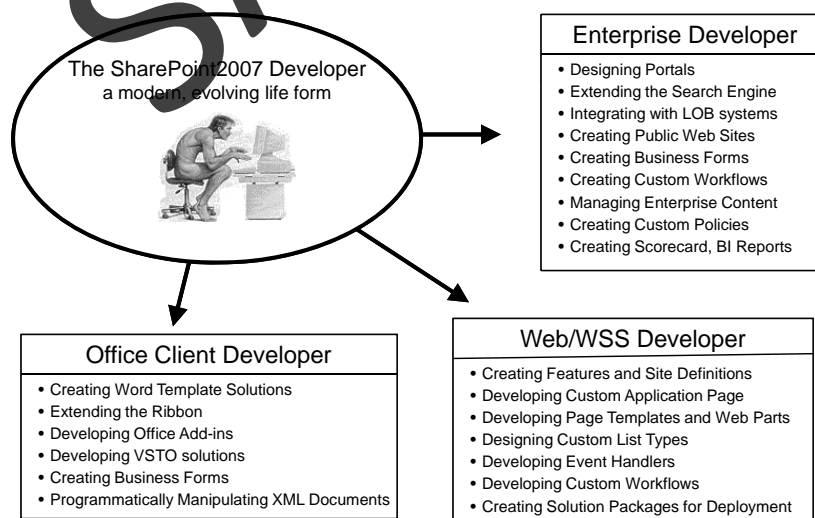 The SharePoint2007 Developer
a modern, evolving life form
Enterprise Developer
• Designing Portals
• Extending the Search Engine
• Integrating with LOB systems
• Creating Public Web Sites
• Creating Business Forms
• Creating Custom Workflows
• Managing Enterprise Content
• Creating Custom Policies
• Creating Scorecard, BI Reports
Office Client Developer
• Creating Word Template Solutions
• Extending the Ribbon
• Developing Office Add-ins
• Developing VSTO solutions
• Creating Business Forms
• Programmatically Manipulating XML Documents
Web/WSS Developer
• Creating Features and Site Definitions
• Developing Custom Application Page
• Developing Page Templates and Web Parts
• Designing Custom List Types
• Developing Event Handlers
• Developing Custom Workflows
• Creating Solution Packages for Deployment